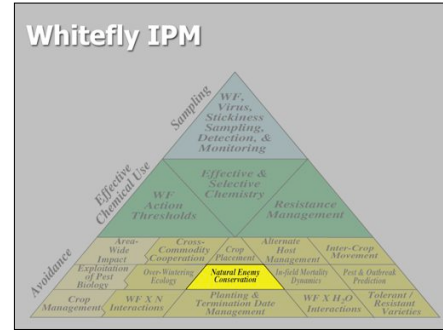 Whitefly IPM
Sampling
WF,
Virus,
Stickiness
Sampling,
Detection, &
Monitoring
Effective
Chemical Use
WF
Action
Thresholds
Effective &
Selective
Chemistry
Resistance
Management
Avoidance
Area-
Wide
Impact
Cross-
Commodity
Cooperation
Crop
Placement
Alternate
Host
Management
Inter-Crop
Movement
Exploitation
of Pest
Biology
Over-Wintering
Ecology
Natural Enemy
Conservation
In-field Mortality
Dynamics
Pest & Outbreak
Prediction
Crop
Management
WF X N
Interactions
Planting &
Termination Date
Management
WF X H₂O
Interactions
Tolerant /
Resistant
Varieties